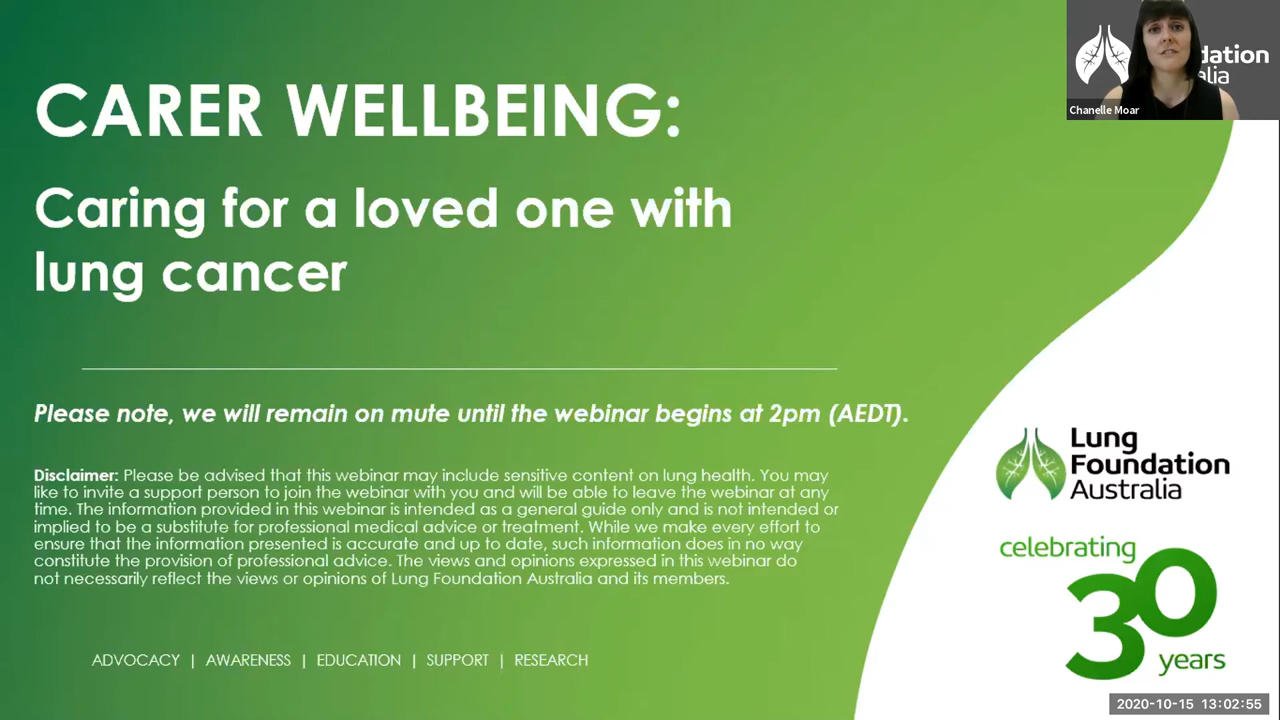 CARER WELLBEING:
Caring for a loved one with
lung cancer
Please note, we will remain on mute until the webinar begins at 2pm (AEDT).
Disclaimer: Please be advised that this webinar may include sensitive content on lung health. You may
like to invite a support person to join the webinar with you and will be able to leave the webinar at any
time. The information provided in this webinar is intended as a general guide only and is not intended or
implied to be a substitute for professional medical advice or treatment. While we make every effort to
ensure that the information presented is accurate and up to date, such information does in no way
constitute the provision of professional advice. The views and opinions expressed in this webinar do
not necessarily reflect the views or opinions of Lung Foundation Australia and its members.
ADVOCACY | AWARENESS | EDUCATION | SUPPORT | RESEARCH
dation
alia
Chanelle Moar
Lung
Foundation
Australia
celebrating
30
years
2020-10-15 13:02:55